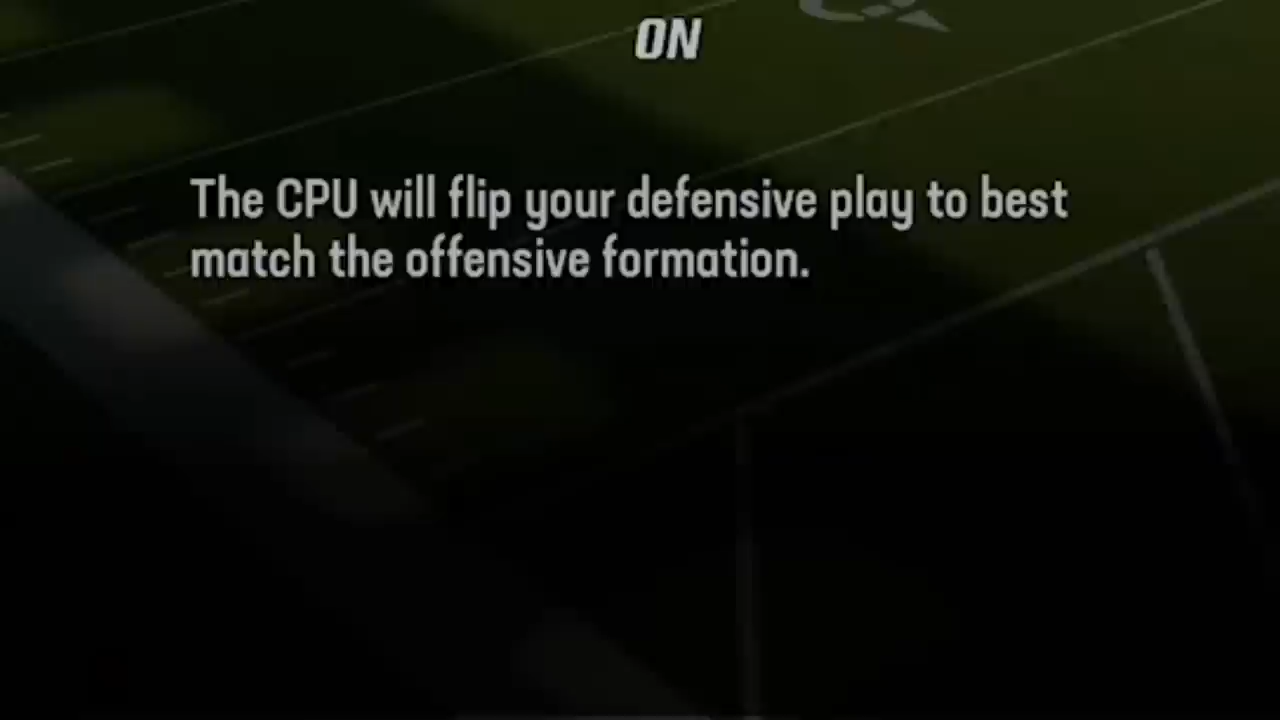 ON
The CPU will flip your defensive play to best
match the offensive formation.